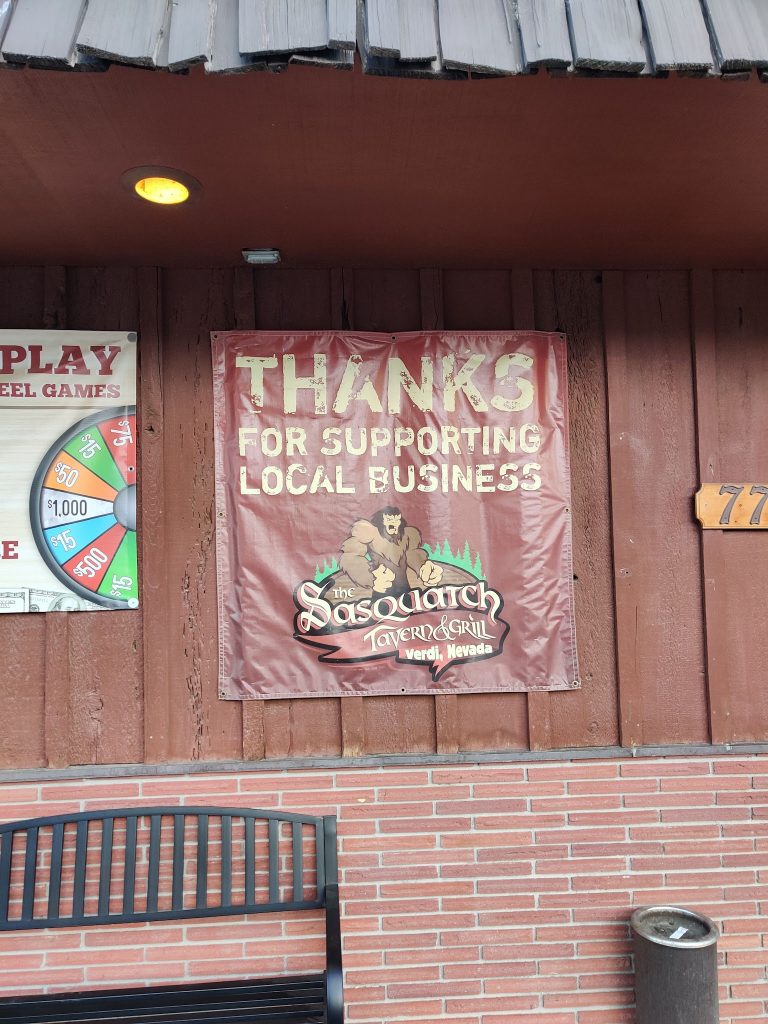 PLAY
EEL GAMES
$75
$15
$50
$1,000
$15
$500
$15
THANKS
FOR SUPPORTING
LOCAL BUSINESS
THE
SASQUATCH
TAVERN & GRILL
Verdi, Nevada
77